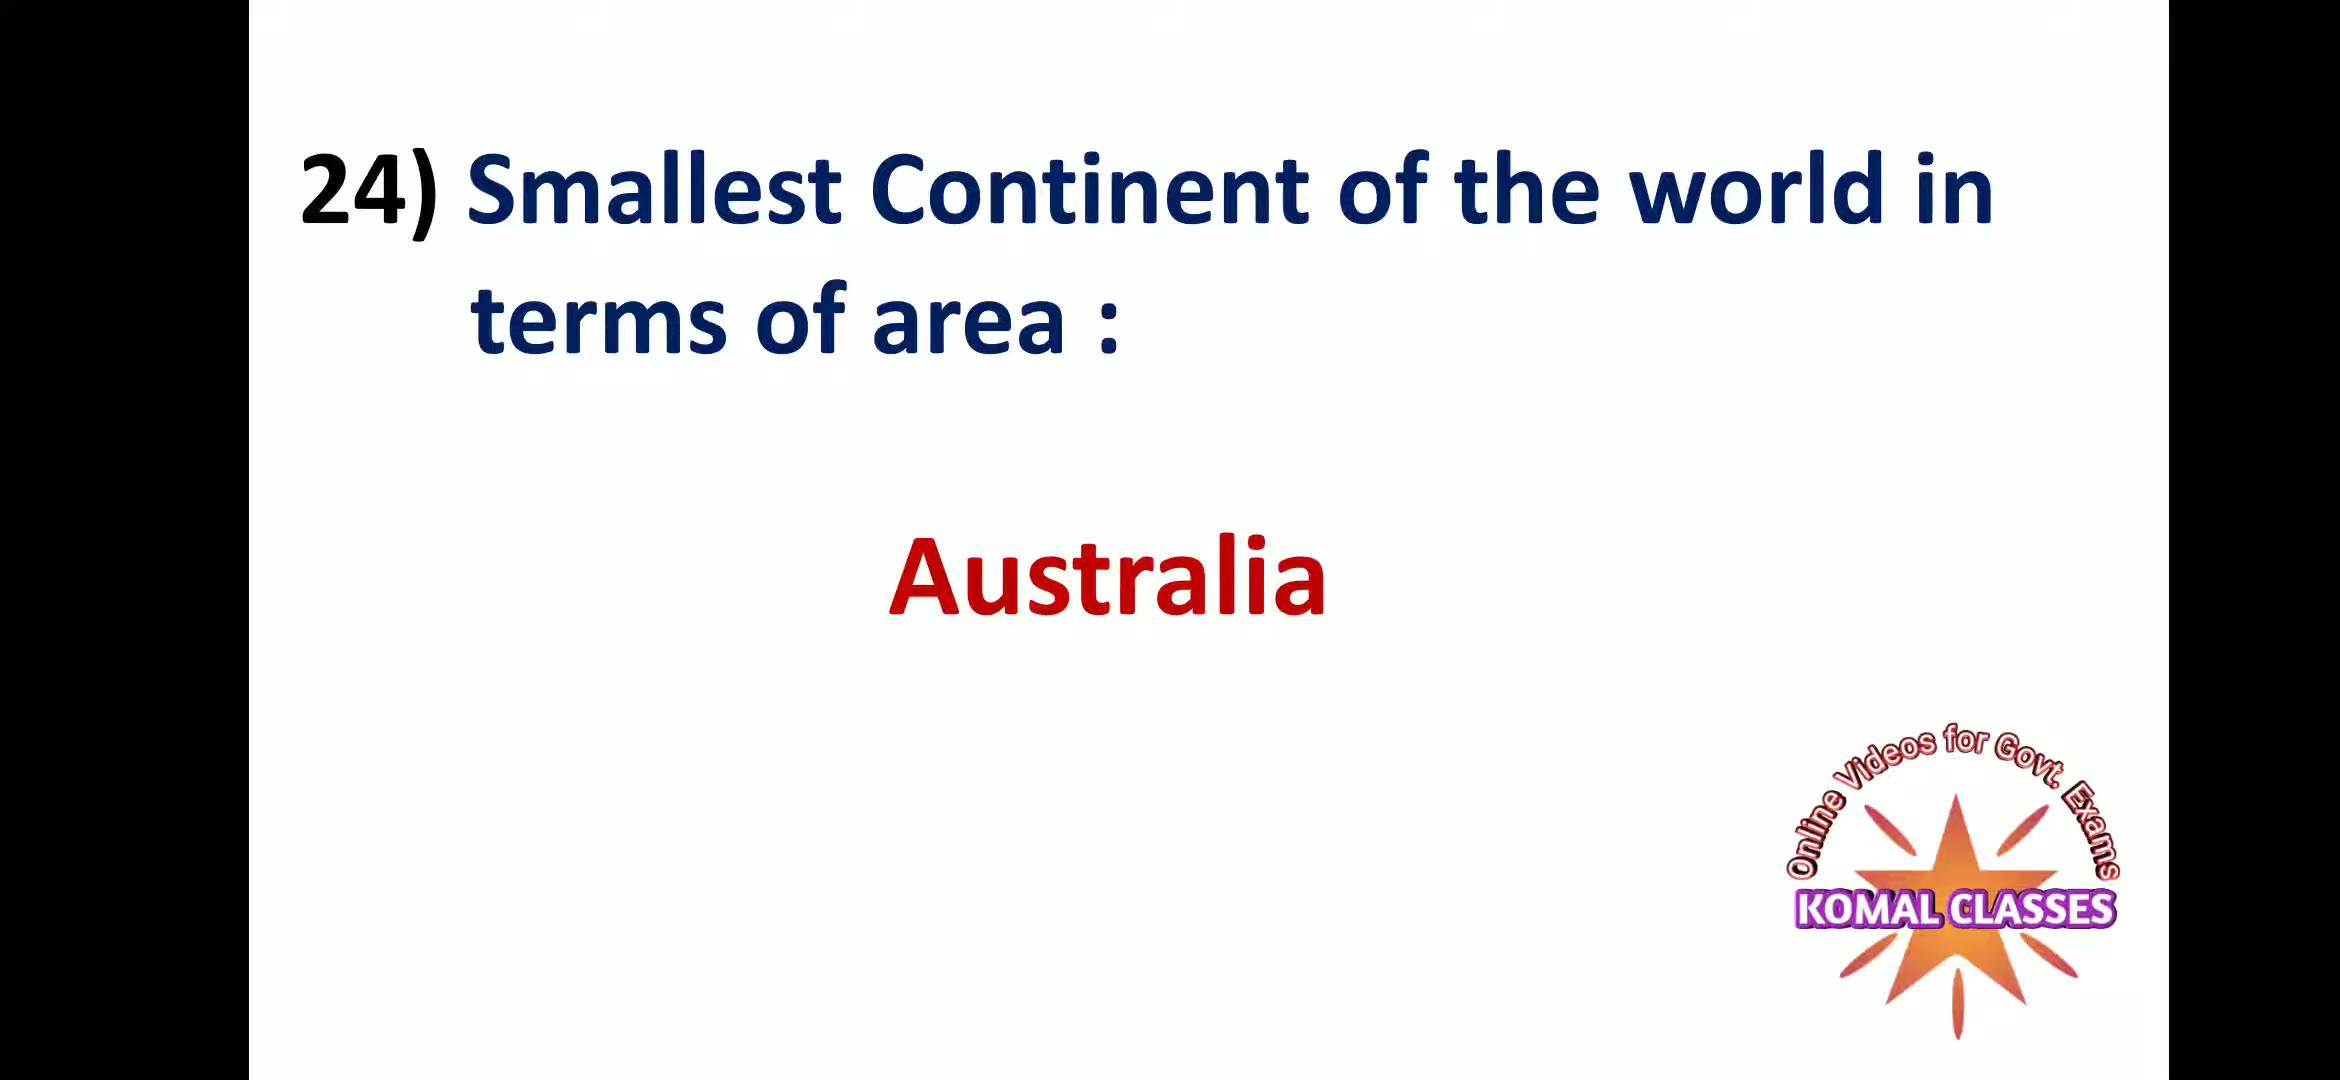 24) Smallest Continent of the world in
terms of area :
Australia
Online Videos for Govt. Exams
KOMAL CLASSES